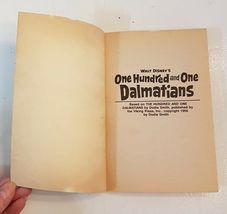 WALT DISNEY'S
One Hundred and One
Dalmatians
Based on THE HUNDRED AND ONE
DALMATIANS by Dodie Smith, published by
the Viking Press, Inc., copyright 1956
by Dodie Smith